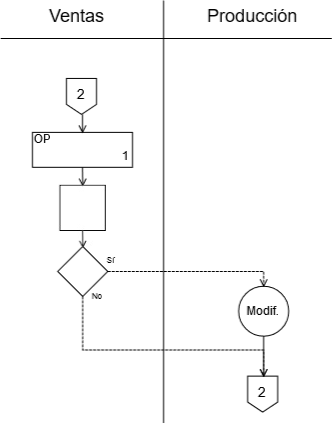 Ventas
Producción
2
OP
1
Sí
No
Modif.
2